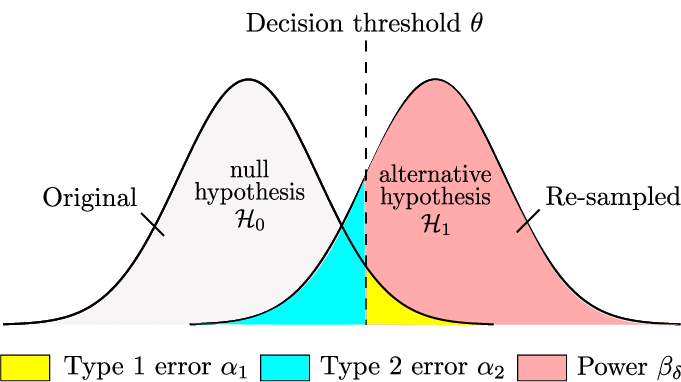 Decision threshold θ
null
hypothesis
ℋ₀
alternative
hypothesis
ℋ₁
Original
Re-sampled
Type 1 error α₁
Type 2 error α₂
Power β_δ